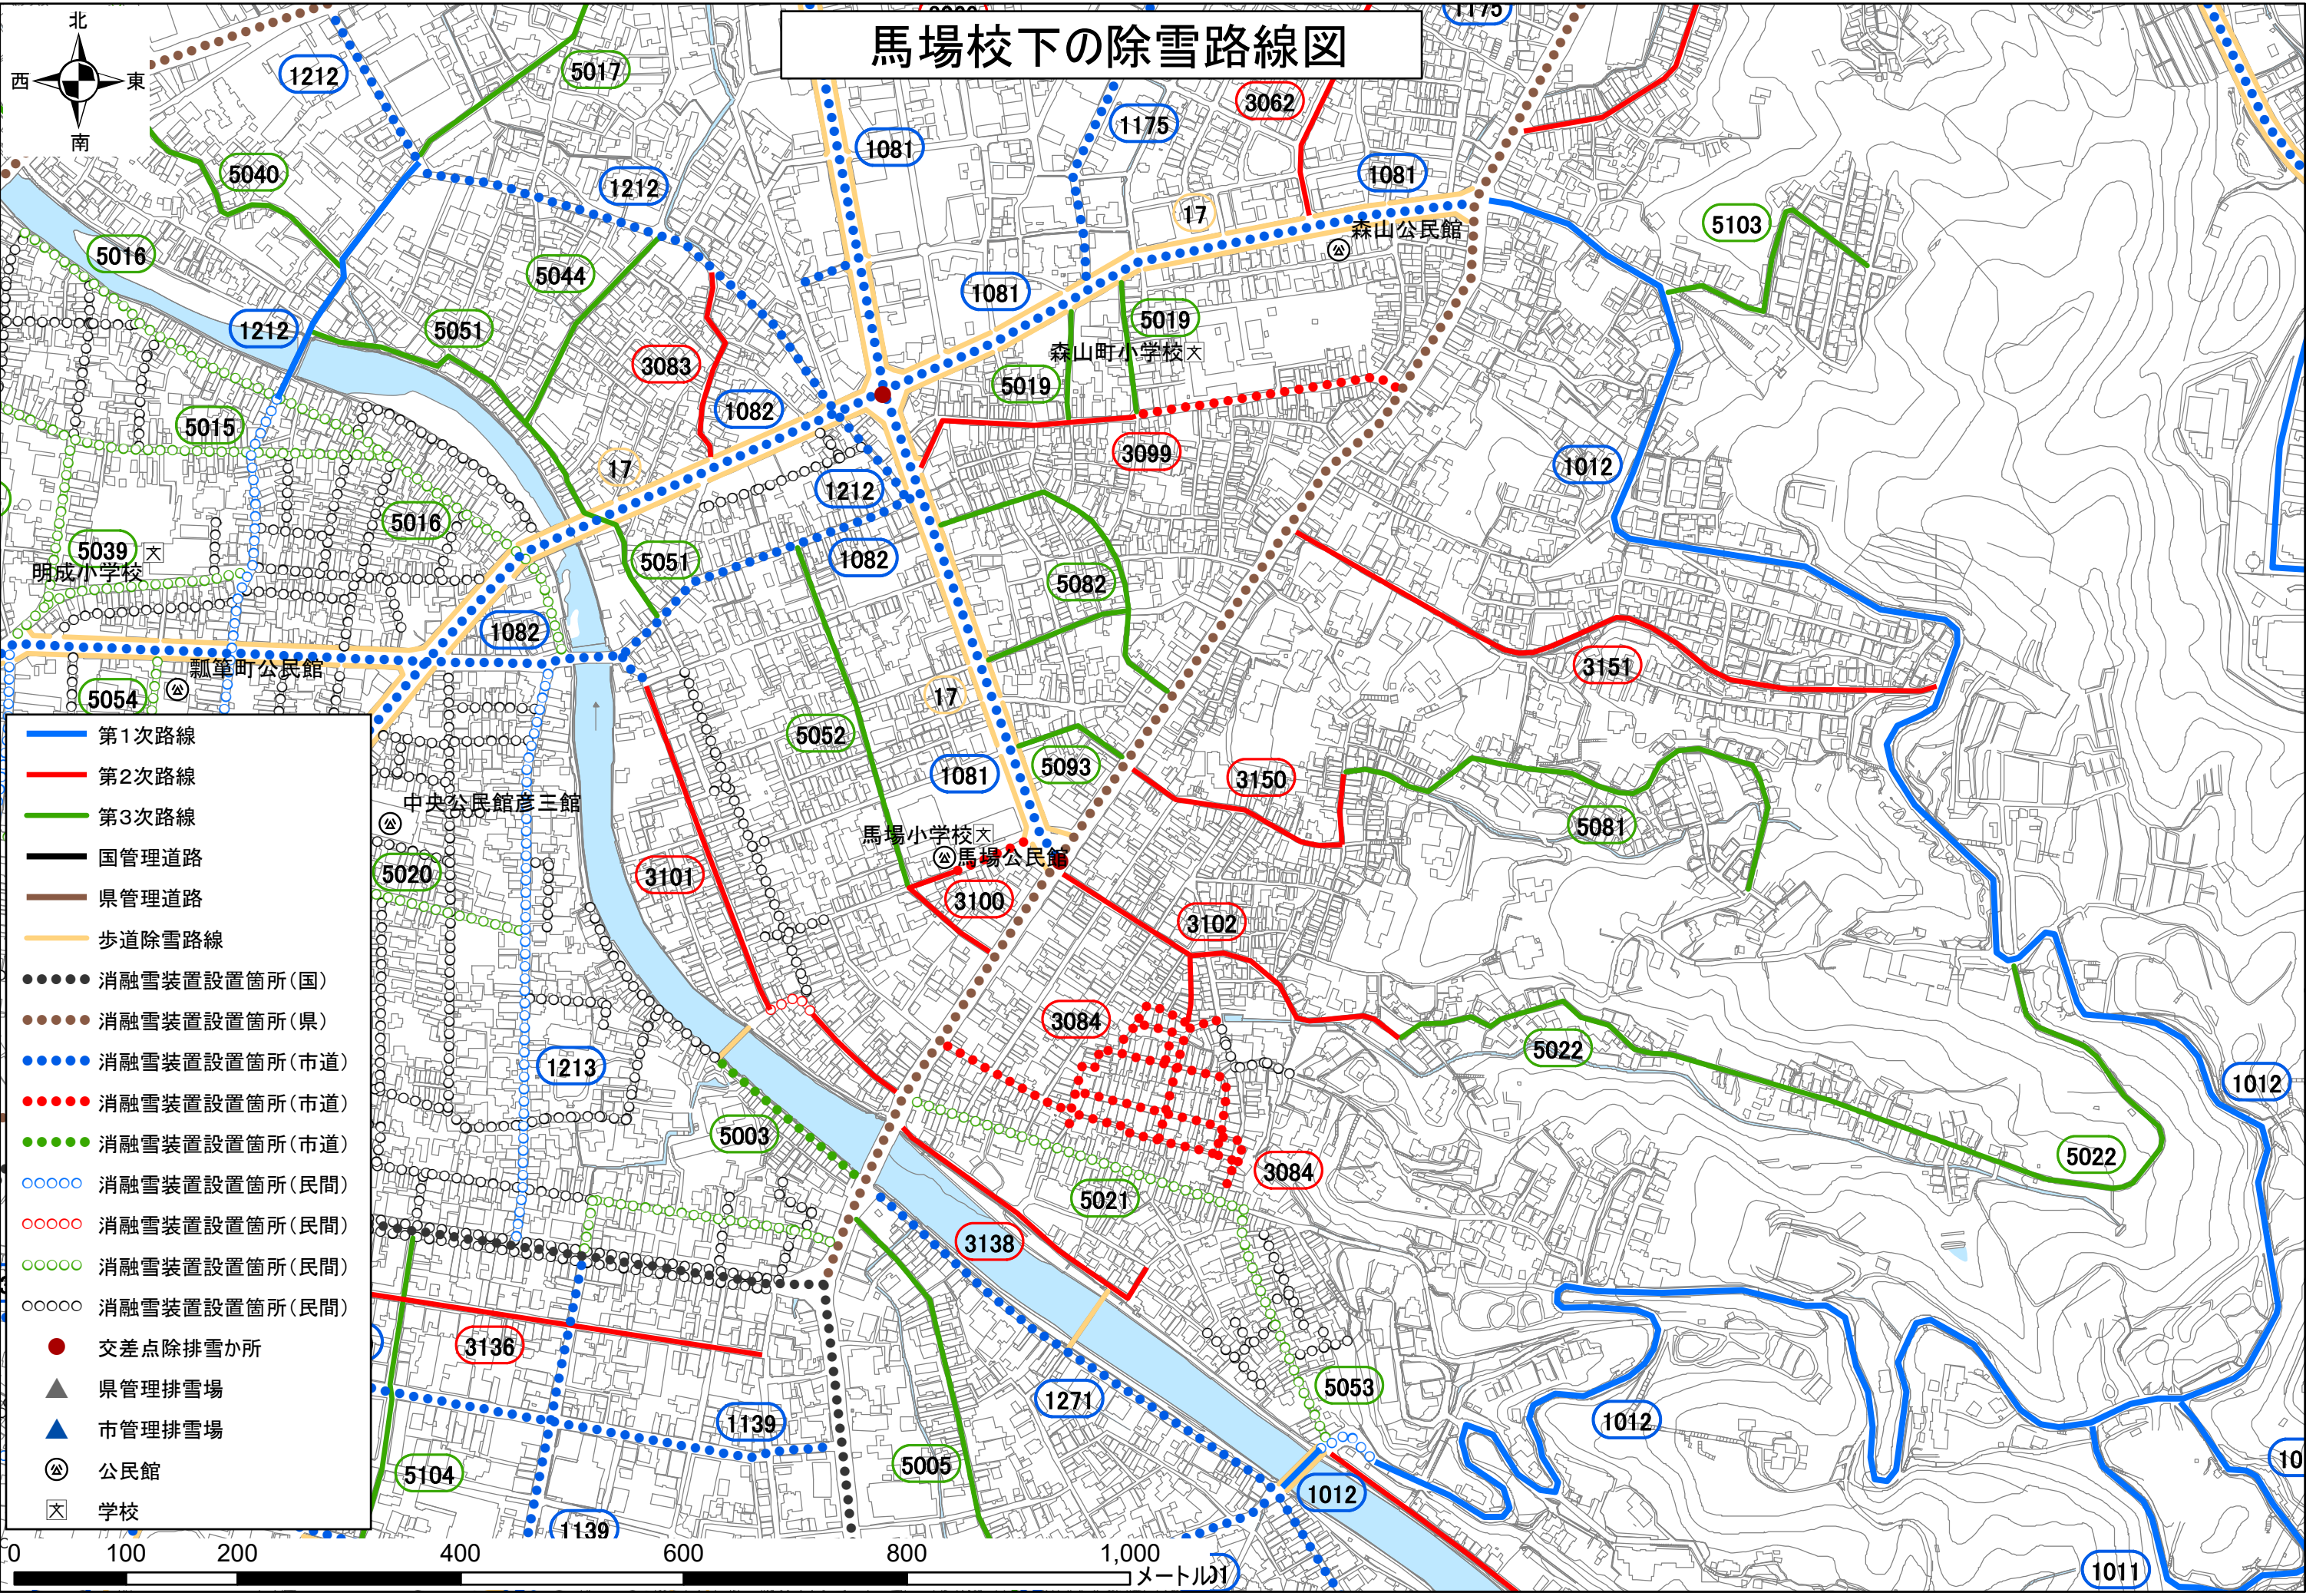 馬場校下の除雪路線図
北
西 東
南
1175
1212
5017
3062
1081
1175
5040
1212
1081
17
5103
森山公民館
5016
5044
1081
1212
5051
5019
森山町小学校 文
3083
5019
1082
5015
17
3099
1012
1212
5016
5039 文
明成小学校
5051
1082
5082
1082
瓢箪町公民館
3151
5054
17
5052
1081
5093
3150
中央公民館彦三館
5081
馬場小学校 文
馬場公民館
5020
3101
3100
3102
3084
5022
1213
1012
5003
5022
3084
5021
3138
3136
5053
1271
1012
1139
5104
5005
1012
1139
1011
第1次路線
第2次路線
第3次路線
国管理道路
県管理道路
歩道除雪路線
消融雪装置設置箇所(国)
消融雪装置設置箇所(県)
消融雪装置設置箇所(市道)
消融雪装置設置箇所(市道)
消融雪装置設置箇所(市道)
消融雪装置設置箇所(民間)
消融雪装置設置箇所(民間)
消融雪装置設置箇所(民間)
消融雪装置設置箇所(民間)
交差点除排雪か所
県管理排雪場
市管理排雪場
公 公民館
文 学校
0 100 200 400 600 800 1,000
メートル